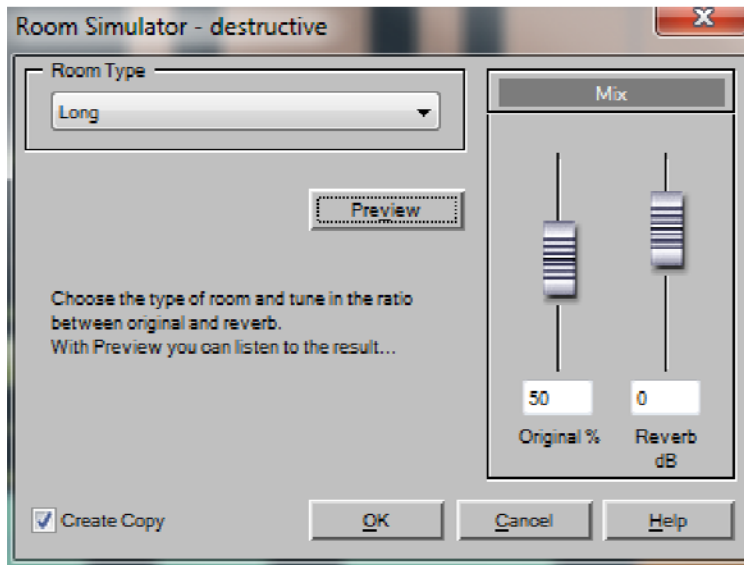 Room Simulator - destructive
x
Room Type
Long
Mix
Preview
Choose the type of room and tune in the ratio
between original and reverb.
With Preview you can listen to the result...
50
0
Original %
Reverb
dB
Create Copy
OK
Cancel
Help